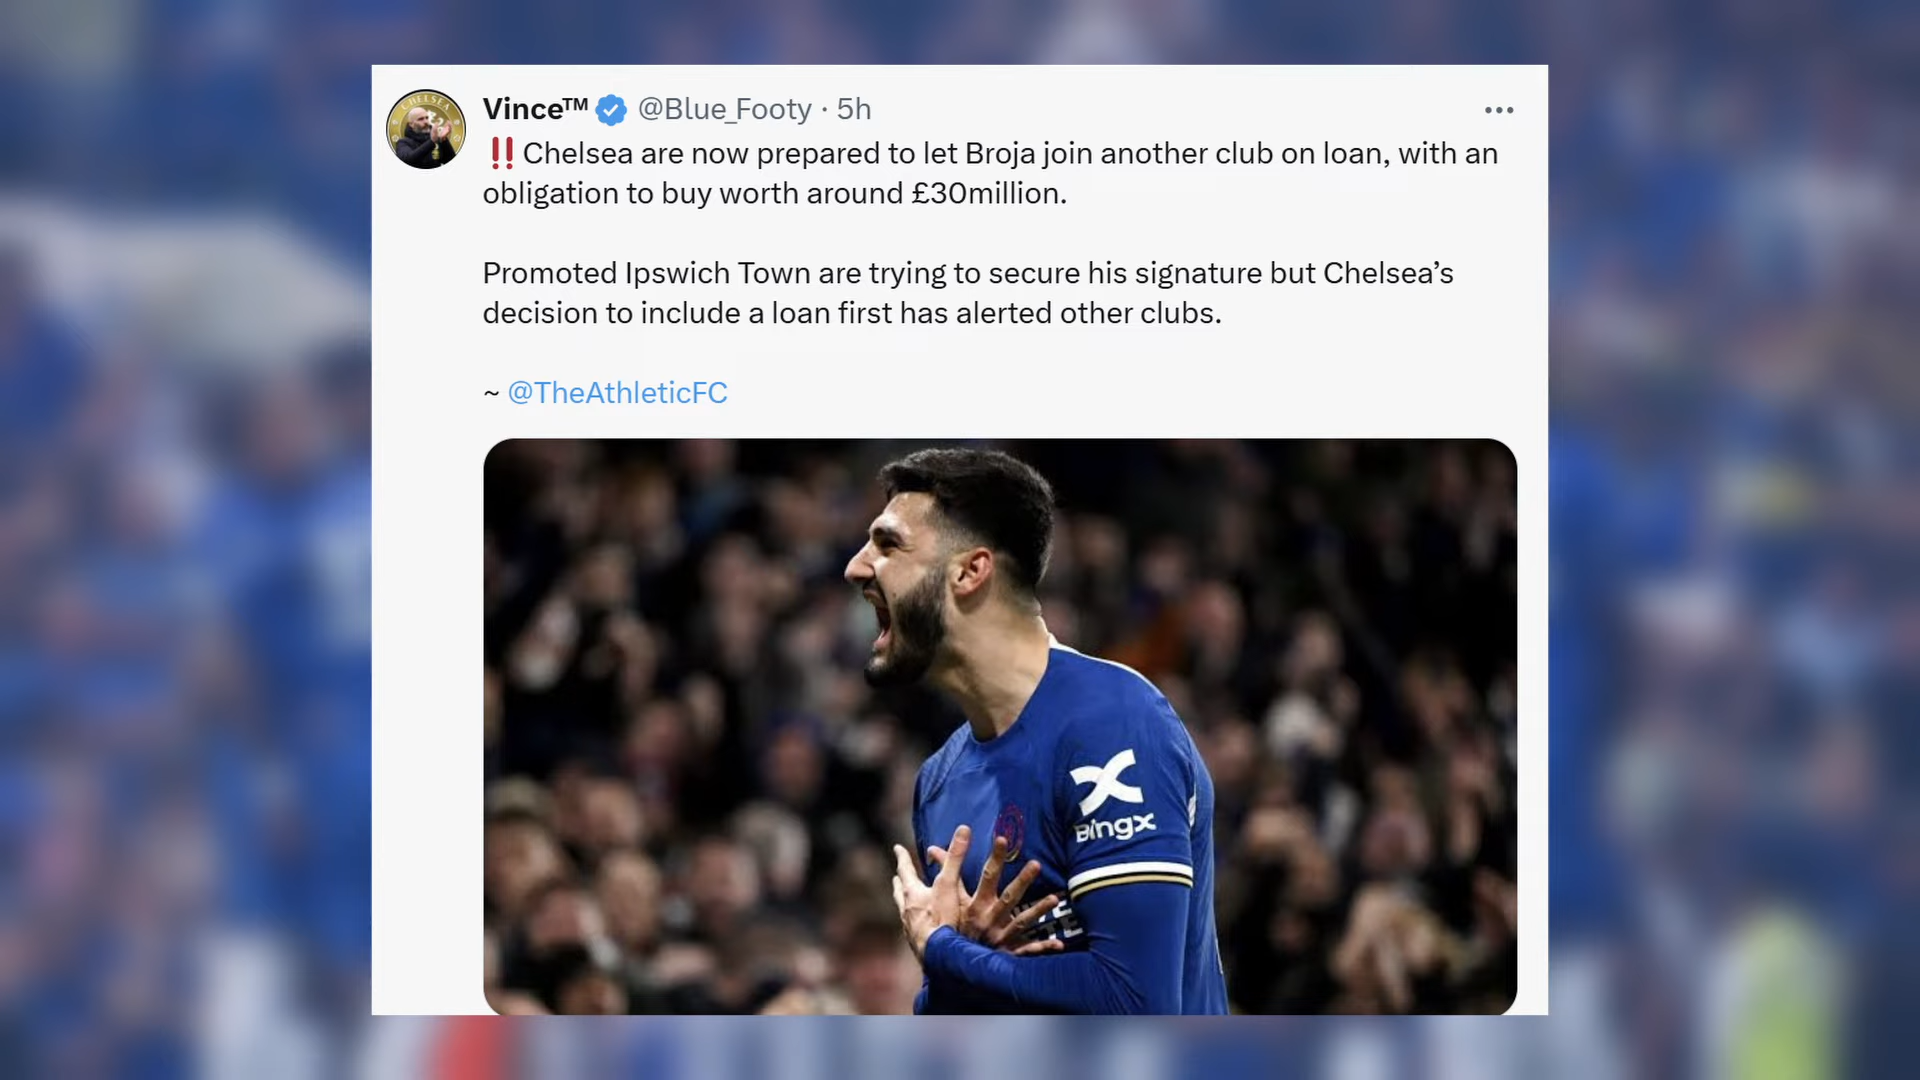 Vince™ @Blue_Footy · 5h
‼️Chelsea are now prepared to let Broja join another club on loan, with an
obligation to buy worth around £30million.
Promoted Ipswich Town are trying to secure his signature but Chelsea’s
decision to include a loan first has alerted other clubs.
~ @TheAthleticFC
BingX
CHELSEA